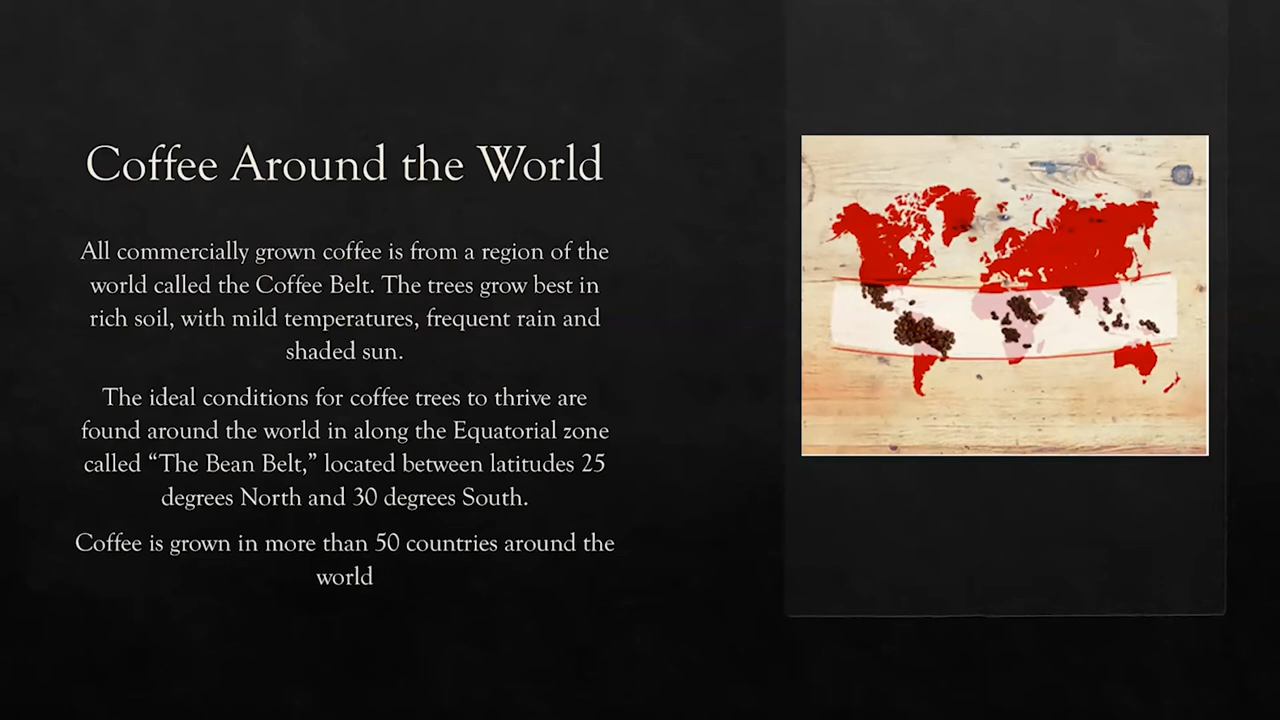 Coffee Around the World
All commercially grown coffee is from a region of the
world called the Coffee Belt. The trees grow best in
rich soil, with mild temperatures, frequent rain and
shaded sun.
The ideal conditions for coffee trees to thrive are
found around the world in along the Equatorial zone
called “The Bean Belt,” located between latitudes 25
degrees North and 30 degrees South.
Coffee is grown in more than 50 countries around the
world